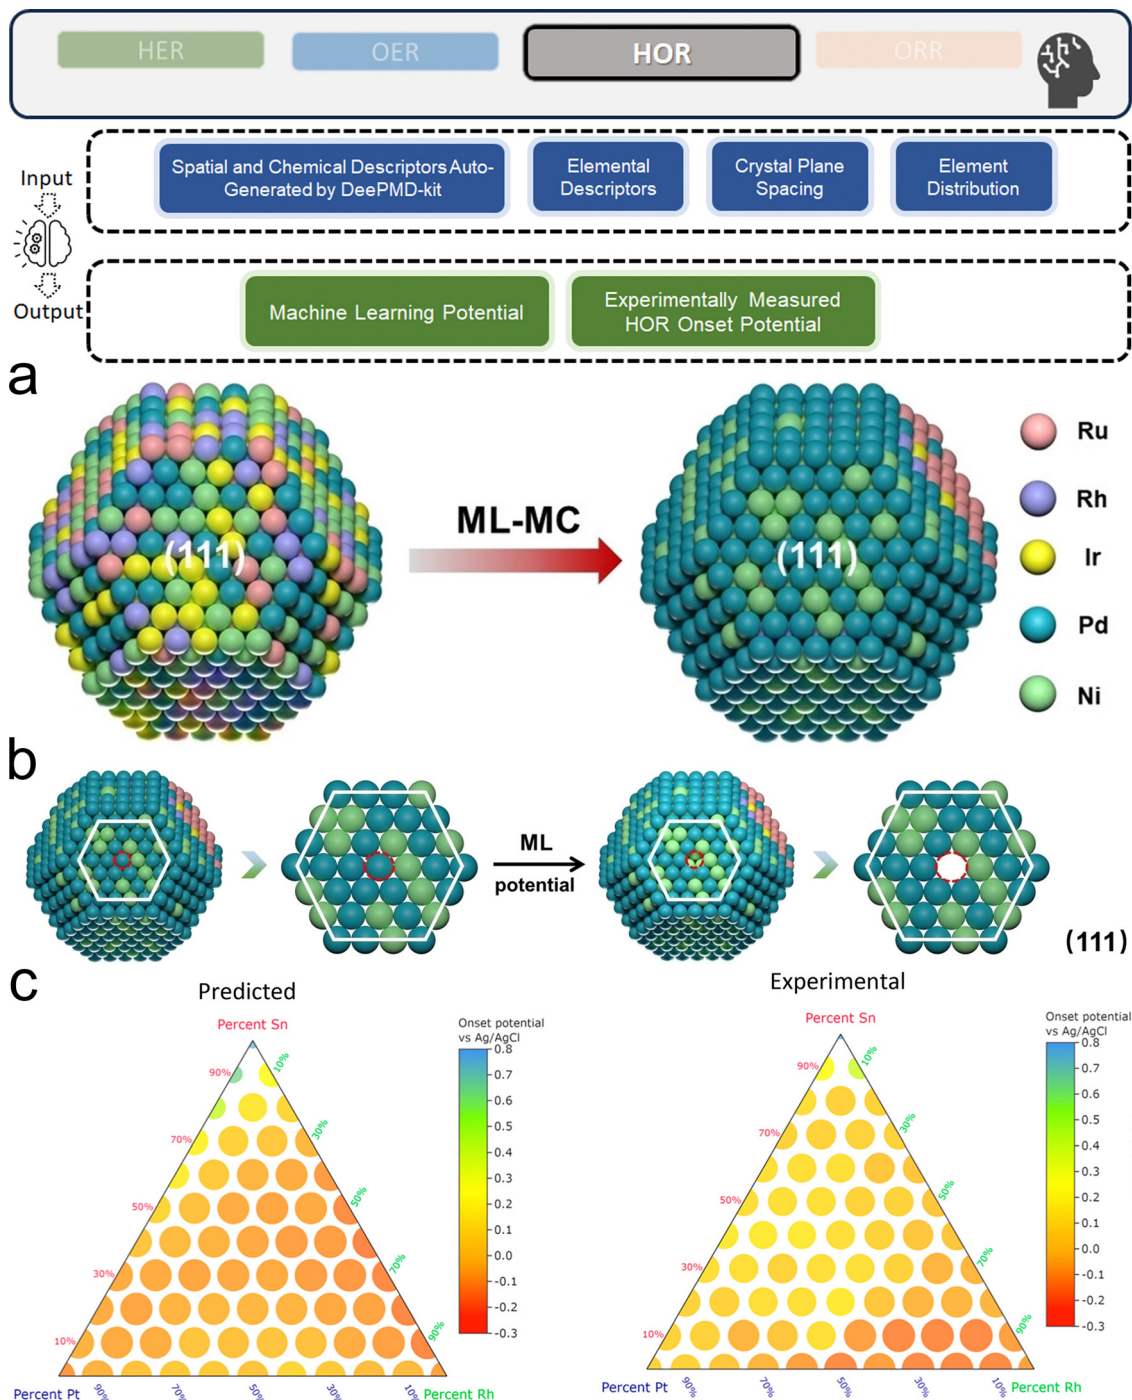 HER
OER
HOR
ORR
Input
Output
Spatial and Chemical Descriptors Auto-
Generated by DeePMD-kit
Elemental
Descriptors
Crystal Plane
Spacing
Element
Distribution
Machine Learning Potential
Experimentally Measured
HOR Onset Potential
a
(111)
ML-MC
(111)
Ru
Rh
Ir
Pd
Ni
b
ML
potential
(111)
c
Predicted
Percent Sn
90%
70%
50%
30%
10%
10%
30%
50%
70%
90%
Percent Pt
90%
70%
50%
30%
10%
Percent Rh
Onset potential
vs Ag/AgCl
0.8
0.7
0.6
0.5
0.4
0.3
0.2
0.1
0.0
-0.1
-0.2
-0.3
Experimental
Percent Sn
90%
70%
50%
30%
10%
10%
30%
50%
70%
90%
Percent Pt
90%
70%
50%
30%
10%
Percent Rh
Onset potential
vs Ag/AgCl
0.8
0.7
0.6
0.5
0.4
0.3
0.2
0.1
0.0
-0.1
-0.2
-0.3